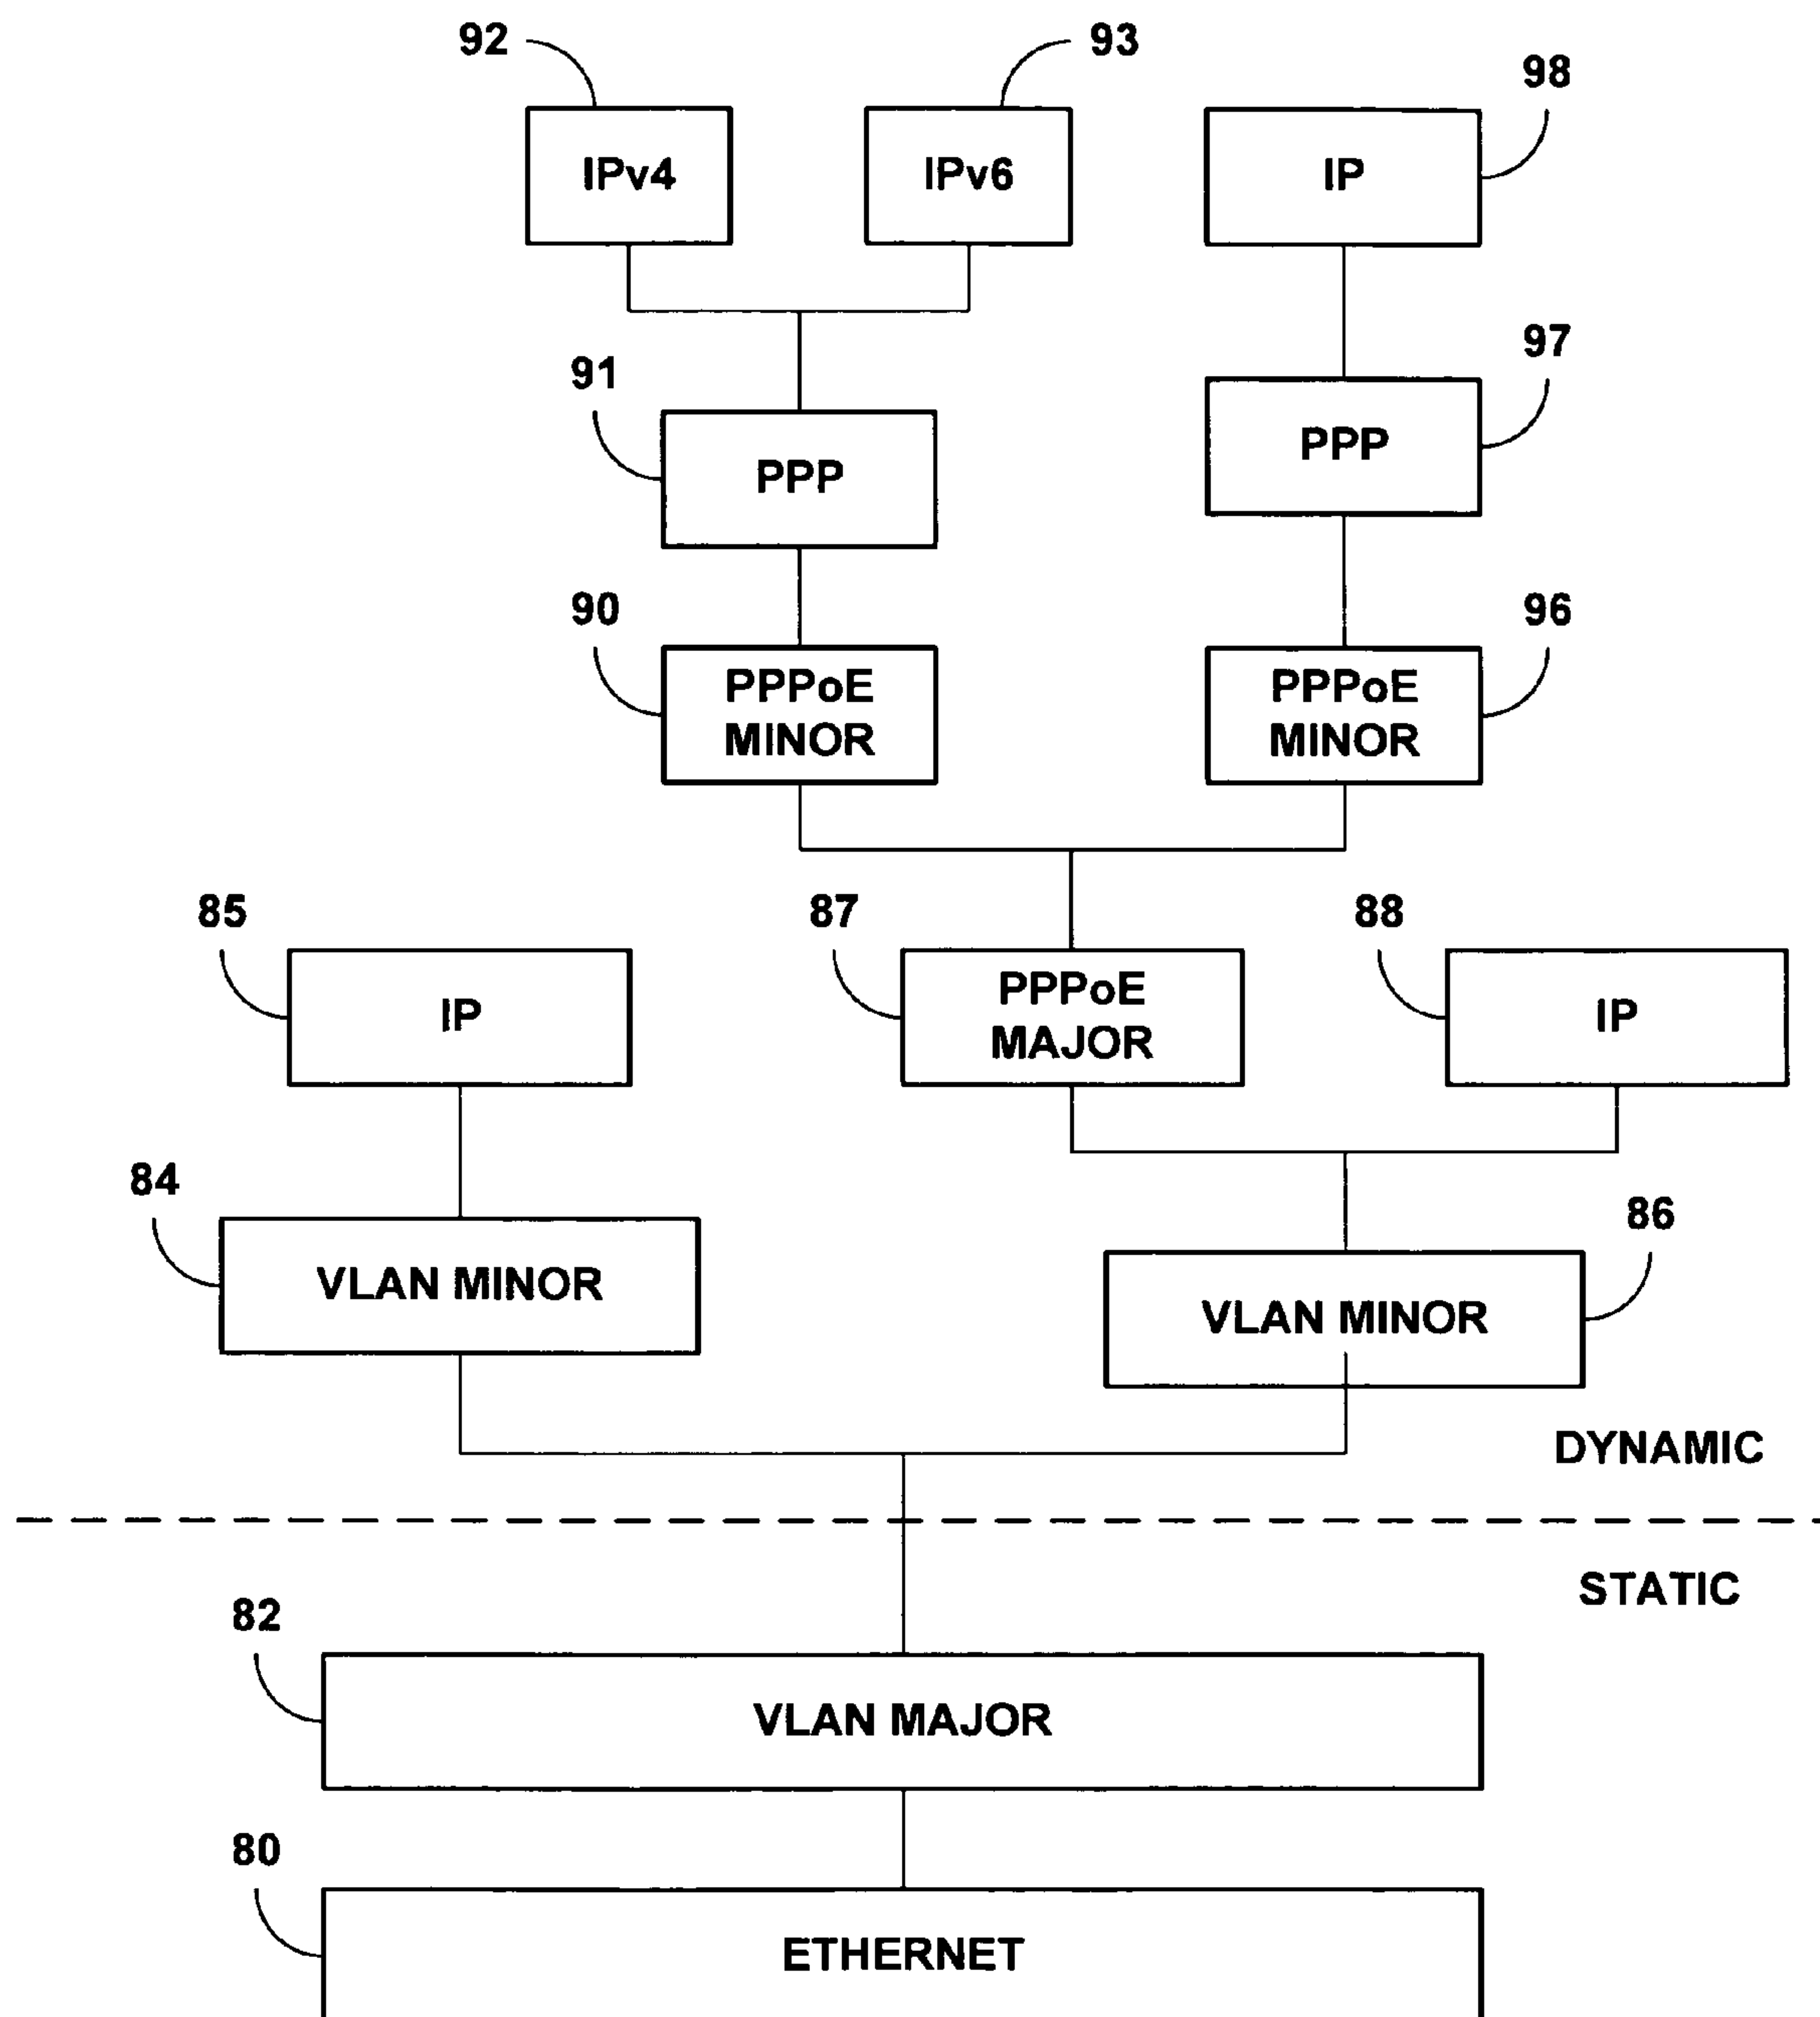 92
93
98
IPv4
IPv6
IP
91
97
PPP
PPP
90
96
PPPoE
MINOR
PPPoE
MINOR
85
87
88
IP
PPPoE
MAJOR
IP
84
86
VLAN MINOR
VLAN MINOR
DYNAMIC
STATIC
82
VLAN MAJOR
80
ETHERNET